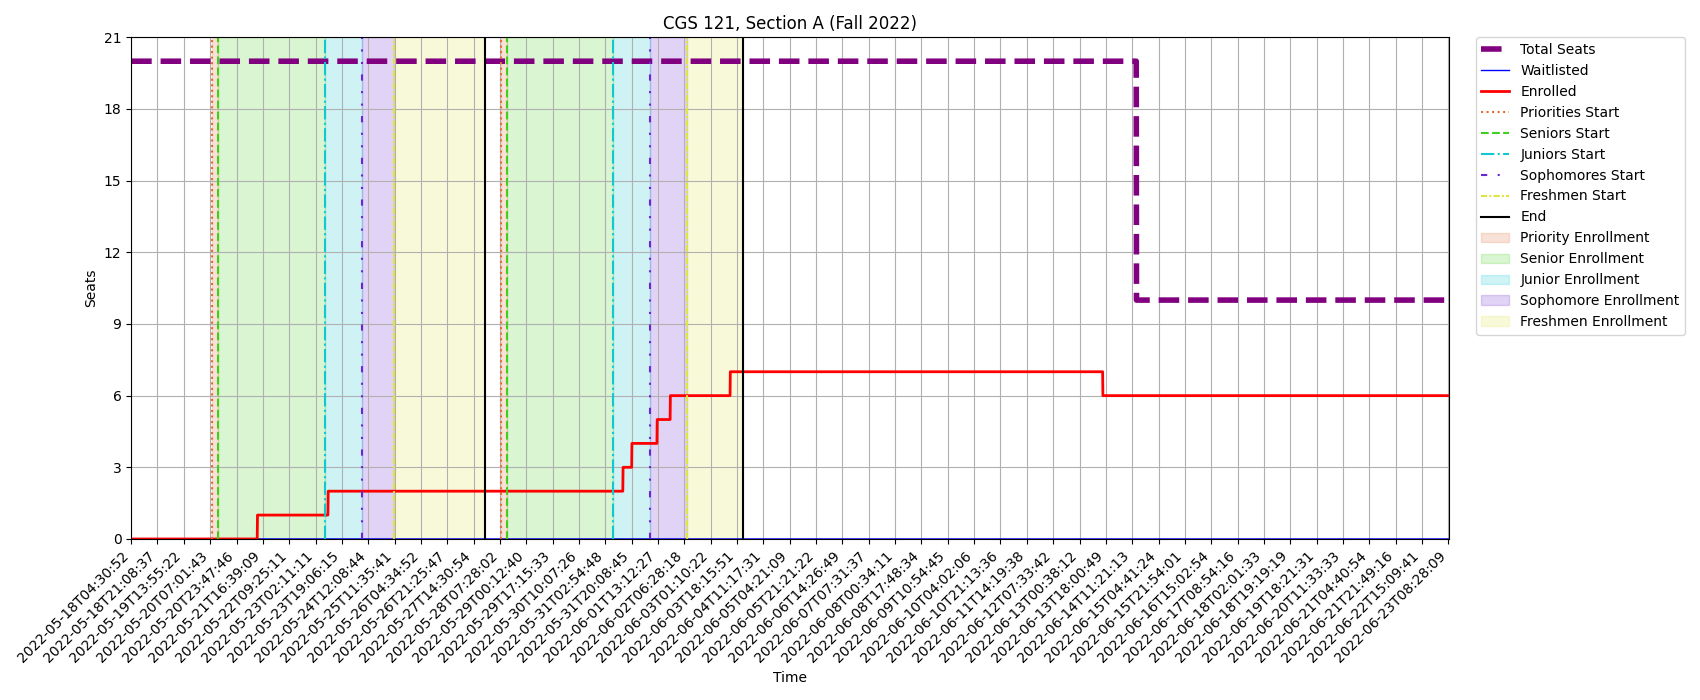 CGS 121, Section A (Fall 2022)
21
18
15
12
9
6
3
0
Seats
2022-05-18T04:30:52
2022-05-18T21:08:37
2022-05-19T13:55:22
2022-05-20T07:01:43
2022-05-20T23:47:46
2022-05-21T16:39:09
2022-05-22T09:25:11
2022-05-23T02:11:11
2022-05-23T19:06:15
2022-05-24T12:08:44
2022-05-25T11:35:41
2022-05-26T04:34:52
2022-05-26T21:25:47
2022-05-27T14:30:54
2022-05-28T07:28:02
2022-05-29T00:12:40
2022-05-29T17:15:33
2022-05-30T10:07:26
2022-05-31T02:54:48
2022-05-31T20:08:45
2022-06-01T13:12:27
2022-06-02T06:28:18
2022-06-03T01:10:22
2022-06-03T18:15:51
2022-06-04T11:17:31
2022-06-05T04:21:09
2022-06-05T21:21:22
2022-06-06T14:26:49
2022-06-07T07:31:37
2022-06-08T00:34:11
2022-06-08T17:48:34
2022-06-09T10:54:45
2022-06-10T04:02:06
2022-06-10T21:13:36
2022-06-11T14:19:38
2022-06-12T07:33:42
2022-06-13T00:38:12
2022-06-13T18:00:49
2022-06-14T11:21:13
2022-06-15T04:41:24
2022-06-15T21:54:01
2022-06-16T15:02:54
2022-06-17T08:54:16
2022-06-18T02:01:33
2022-06-18T19:19:19
2022-06-19T18:21:31
2022-06-20T11:33:33
2022-06-21T04:40:54
2022-06-21T21:49:16
2022-06-22T15:09:41
2022-06-23T08:28:09
Time
Total Seats
Waitlisted
Enrolled
Priorities Start
Seniors Start
Juniors Start
Sophomores Start
Freshmen Start
End
Priority Enrollment
Senior Enrollment
Junior Enrollment
Sophomore Enrollment
Freshmen Enrollment